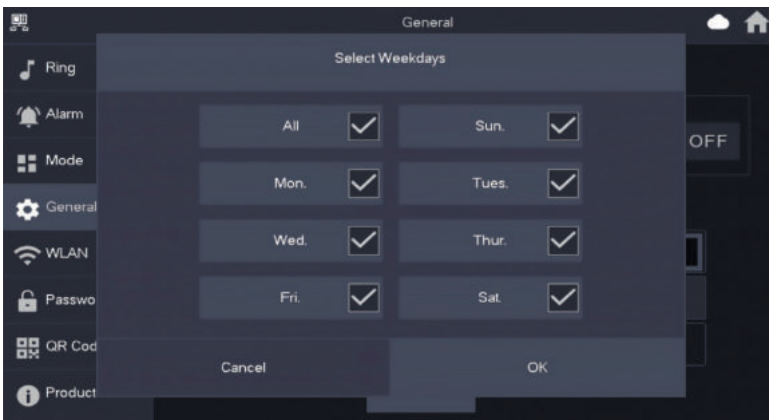 General
Select Weekdays
Ring
Alarm
All
Sun.
OFF
Mode
Mon.
Tues.
General
WLAN
Wed.
Thur.
Passwo
Fri.
Sat.
QR Cod
Cancel
OK
Product